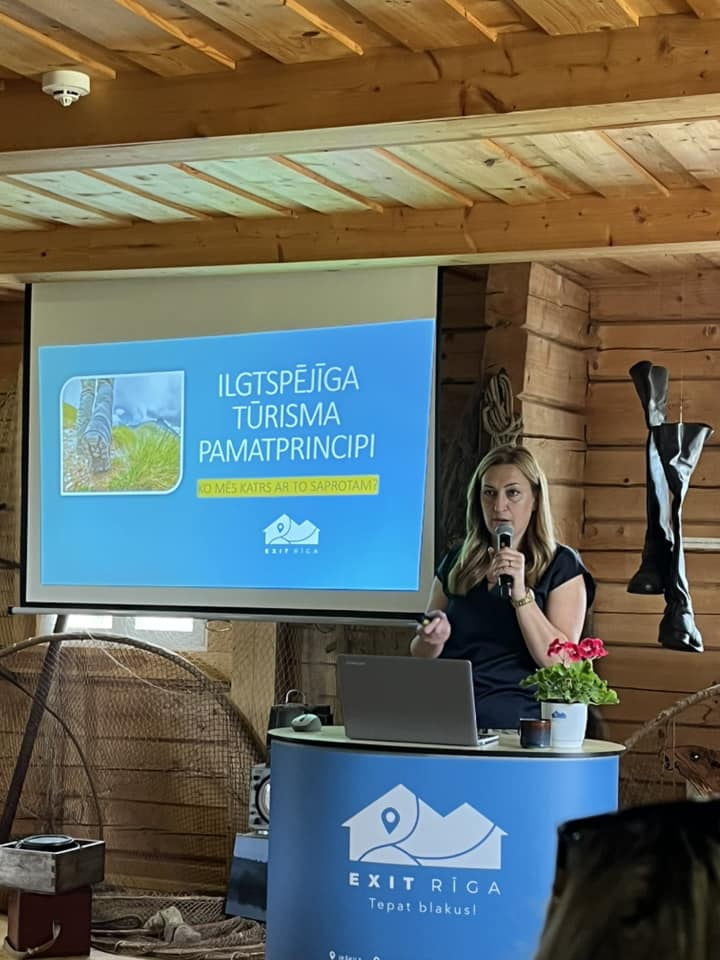 ILGTSPĒJĪGA
TŪRISMA
PAMATPRINCIPI
KO MĒS KATRS AR TO SAPROTAM?
EXIT RĪGA
EXIT RĪGA
Tepat blakus!